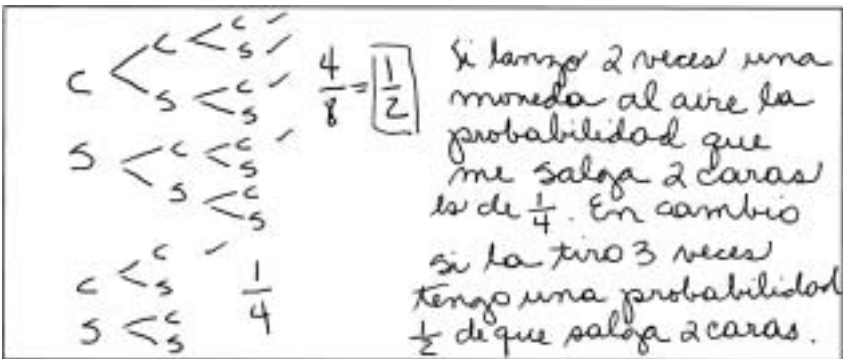 C < C < C ✓
S ✓
S < C ✓
S
S < C < C ✓
S
S < C
S
4/8 = 1/2
C < C ✓
S
S < C
S
1/4
Si lanzo 2 veces una
moneda al aire la
probabilidad que
me salga 2 caras
es de 1/4. En cambio
si la tiro 3 veces
tengo una probabilidad
1/2 de que salga 2 caras.